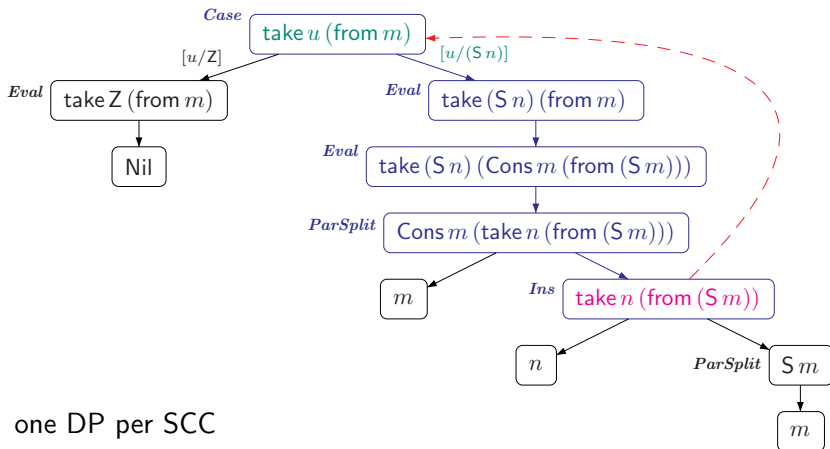 Case
take u (from m)
[u/Z]
[u/(S n)]
Eval
take Z (from m)
Eval
take (S n) (from m)
Nil
Eval
take (S n) (Cons m (from (S m)))
ParSplit
Cons m (take n (from (S m)))
m
Ins
take n (from (S m))
n
ParSplit
S m
one DP per SCC
m